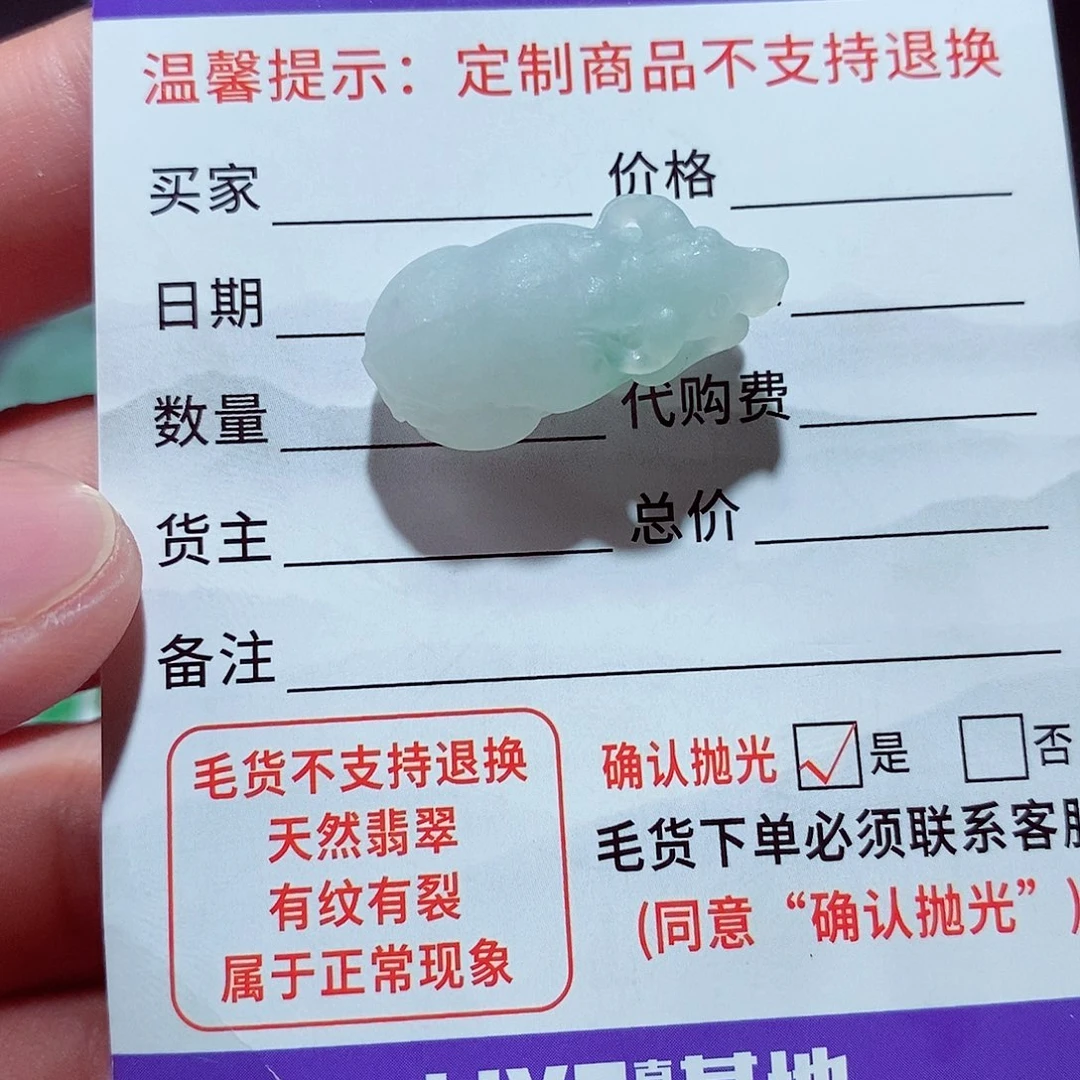 温馨提示：定制商品不支持退换
买家 价格
日期
数量 代购费
货主 总价
备注
毛货不支持退换
天然翡翠
有纹有裂
属于正常现象
确认抛光 是 否
毛货下单必须联系客服
(同意“确认抛光”)
基地